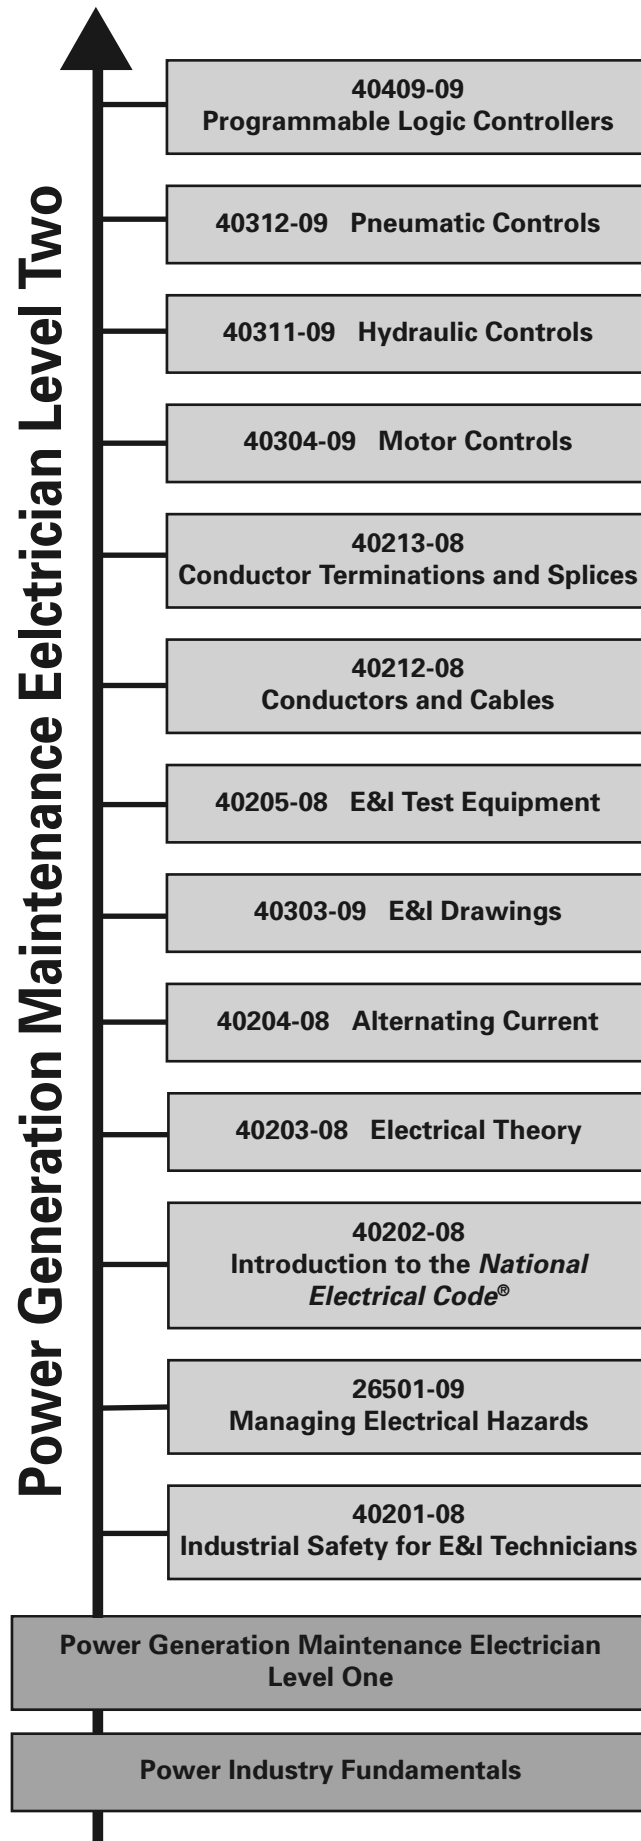 Power Generation Maintenance Eelctrician Level Two
40409-09
Programmable Logic Controllers
40312-09 Pneumatic Controls
40311-09 Hydraulic Controls
40304-09 Motor Controls
40213-08
Conductor Terminations and Splices
40212-08
Conductors and Cables
40205-08 E&I Test Equipment
40303-09 E&I Drawings
40204-08 Alternating Current
40203-08 Electrical Theory
40202-08
Introduction to the National
Electrical Code®
26501-09
Managing Electrical Hazards
40201-08
Industrial Safety for E&I Technicians
Power Generation Maintenance Electrician
Level One
Power Industry Fundamentals